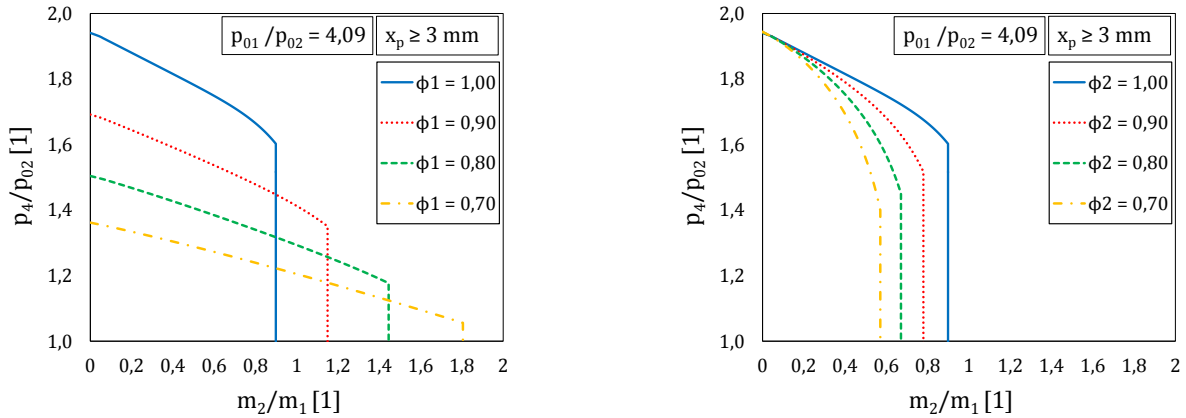 p₄/p₀₂ [1]
2,0
1,8
1,6
1,4
1,2
1,0
p₀₁ /p₀₂ = 4,09
xₚ ≥ 3 mm
ϕ1 = 1,00
ϕ1 = 0,90
ϕ1 = 0,80
ϕ1 = 0,70
0 0,2 0,4 0,6 0,8 1 1,2 1,4 1,6 1,8 2
m₂/m₁ [1]
p₄/p₀₂ [1]
2,0
1,8
1,6
1,4
1,2
1,0
p₀₁ /p₀₂ = 4,09
xₚ ≥ 3 mm
ϕ2 = 1,00
ϕ2 = 0,90
ϕ2 = 0,80
ϕ2 = 0,70
0 0,2 0,4 0,6 0,8 1 1,2 1,4 1,6 1,8 2
m₂/m₁ [1]